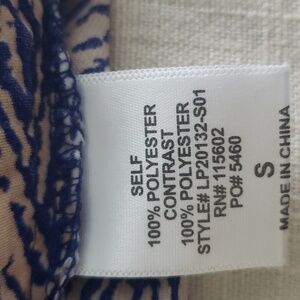 SELF
100% POLYESTER
CONTRAST
100% POLYESTER
STYLE# LP20132-S01
RN# 115602
PO# 5460
S
MADE IN CHINA